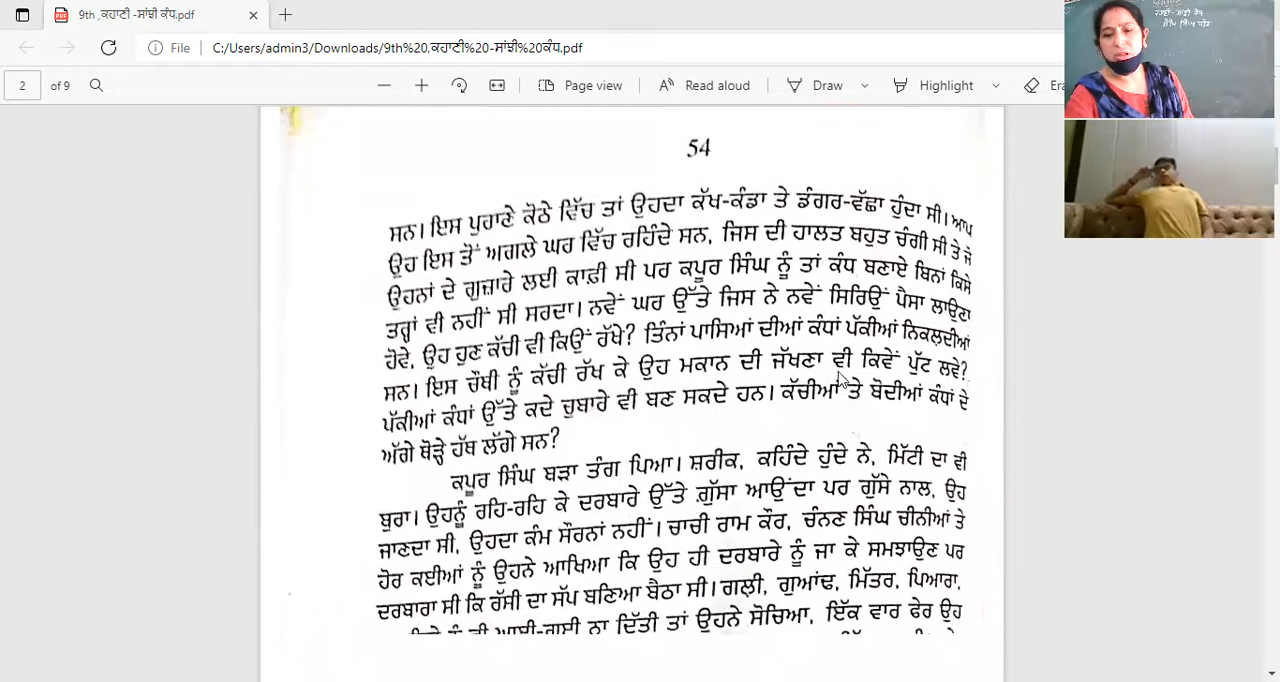 9th ,ਕਹਾਣੀ -ਸਾਂਝੀ ਕੰਧ.pdf
File C:/Users/admin3/Downloads/9th%20,ਕਹਾਣੀ%20-ਸਾਂਝੀ%20ਕੰਧ.pdf
2 of 9 Page view Read aloud Draw Highlight
54
ਸਨ। ਇਸ ਪੁਰਾਣੇ ਕੋਠੇ ਵਿੱਚ ਤਾਂ ਉਹਦਾ ਕੱਖ-ਕੰਡਾ ਤੇ ਡੰਗਰ-ਵੱਛਾ ਹੁੰਦਾ ਸੀ। ਆਪ
ਉਹ ਇਸ ਤੋਂ ਅਗਲੇ ਘਰ ਵਿੱਚ ਰਹਿੰਦੇ ਸਨ, ਜਿਸ ਦੀ ਹਾਲਤ ਬਹੁਤ ਚੰਗੀ ਸੀ ਤੇ ਜੋ
ਉਹਨਾਂ ਦੇ ਗੁਜ਼ਾਰੇ ਲਈ ਕਾਫ਼ੀ ਸੀ ਪਰ ਕਪੂਰ ਸਿੰਘ ਨੂੰ ਤਾਂ ਕੰਧ ਬਣਾਏ ਬਿਨਾਂ ਕਿਸੇ
ਤਰ੍ਹਾਂ ਵੀ ਨਹੀਂ ਸੀ ਸਰਦਾ। ਨਵੇਂ ਘਰ ਉੱਤੇ ਜਿਸ ਨੇ ਨਵੇਂ ਸਿਰਿਉਂ ਪੈਸਾ ਲਾਉਣਾ
ਹੋਵੇ, ਉਹ ਹੁਣ ਕੱਚੀ ਵੀ ਕਿਉਂ ਰੱਖੇ? ਤਿੰਨਾਂ ਪਾਸਿਆਂ ਦੀਆਂ ਕੰਧਾਂ ਪੱਕੀਆਂ ਨਿਕਲਦੀਆਂ
ਸਨ। ਇਸ ਚੌਥੀ ਨੂੰ ਕੱਚੀ ਰੱਖ ਕੇ ਉਹ ਮਕਾਨ ਦੀ ਜੱਖਣਾ ਵੀ ਕਿਵੇਂ ਪੁੱਟ ਲਵੇ?
ਪੱਕੀਆਂ ਕੰਧਾਂ ਉੱਤੇ ਕਦੇ ਚੁਬਾਰੇ ਵੀ ਬਣ ਸਕਦੇ ਹਨ। ਕੱਚੀਆਂ ਤੇ ਬੋਦੀਆਂ ਕੰਧਾਂ ਦੇ
ਅੱਗੇ ਥੋੜ੍ਹੇ ਹੱਥ ਲੱਗੇ ਸਨ?
ਕਪੂਰ ਸਿੰਘ ਬੜਾ ਤੰਗ ਪਿਆ। ਸ਼ਰੀਕ, ਕਹਿੰਦੇ ਹੁੰਦੇ ਨੇ, ਮਿੱਟੀ ਦਾ ਵੀ
ਬੁਰਾ। ਉਹਨੂੰ ਰਹਿ-ਰਹਿ ਕੇ ਦਰਬਾਰੇ ਉੱਤੇ ਗ਼ੁੱਸਾ ਆਉਂਦਾ ਪਰ ਗੁੱਸੇ ਨਾਲ, ਉਹ
ਜਾਣਦਾ ਸੀ, ਉਹਦਾ ਕੰਮ ਸੌਰਨਾਂ ਨਹੀਂ। ਚਾਚੀ ਰਾਮ ਕੌਰ, ਚੰਨਣ ਸਿੰਘ ਚੀਨੀਆਂ ਤੇ
ਹੋਰ ਕਈਆਂ ਨੂੰ ਉਹਨੇ ਆਖਿਆ ਕਿ ਉਹ ਹੀ ਦਰਬਾਰੇ ਨੂੰ ਜਾ ਕੇ ਸਮਝਾਉਣ ਪਰ
ਦਰਬਾਰਾ ਸੀ ਕਿ ਰੱਸੀ ਦਾ ਸੱਪ ਬਣਿਆ ਬੈਠਾ ਸੀ। ਗਲੀ, ਗੁਆਂਢ, ਮਿੱਤਰ, ਪਿਆਰਾ,
ਨੇ ਵੀ ਆਈ-ਗਈ ਨਾ ਦਿੱਤੀ ਤਾਂ ਉਹਨੇ ਸੋਚਿਆ, ਇੱਕ ਵਾਰ ਫੇਰ ਉਹ